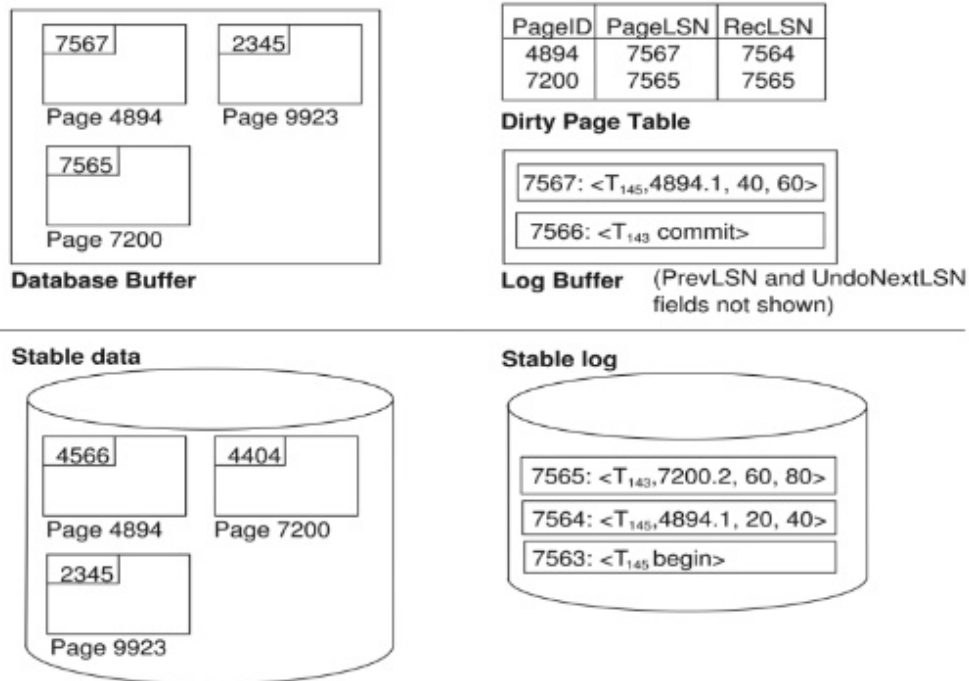 7567
Page 4894
2345
Page 9923
7565
Page 7200
Database Buffer
PageID PageLSN RecLSN
4894 7567 7564
7200 7565 7565
Dirty Page Table
7567: <T₁₄₅,4894.1, 40, 60>
7566: <T₁₄₃ commit>
Log Buffer (PrevLSN and UndoNextLSN
fields not shown)
Stable data
4566
Page 4894
4404
Page 7200
2345
Page 9923
Stable log
7565: <T₁₄₃,7200.2, 60, 80>
7564: <T₁₄₅,4894.1, 20, 40>
7563: <T₁₄₅ begin>